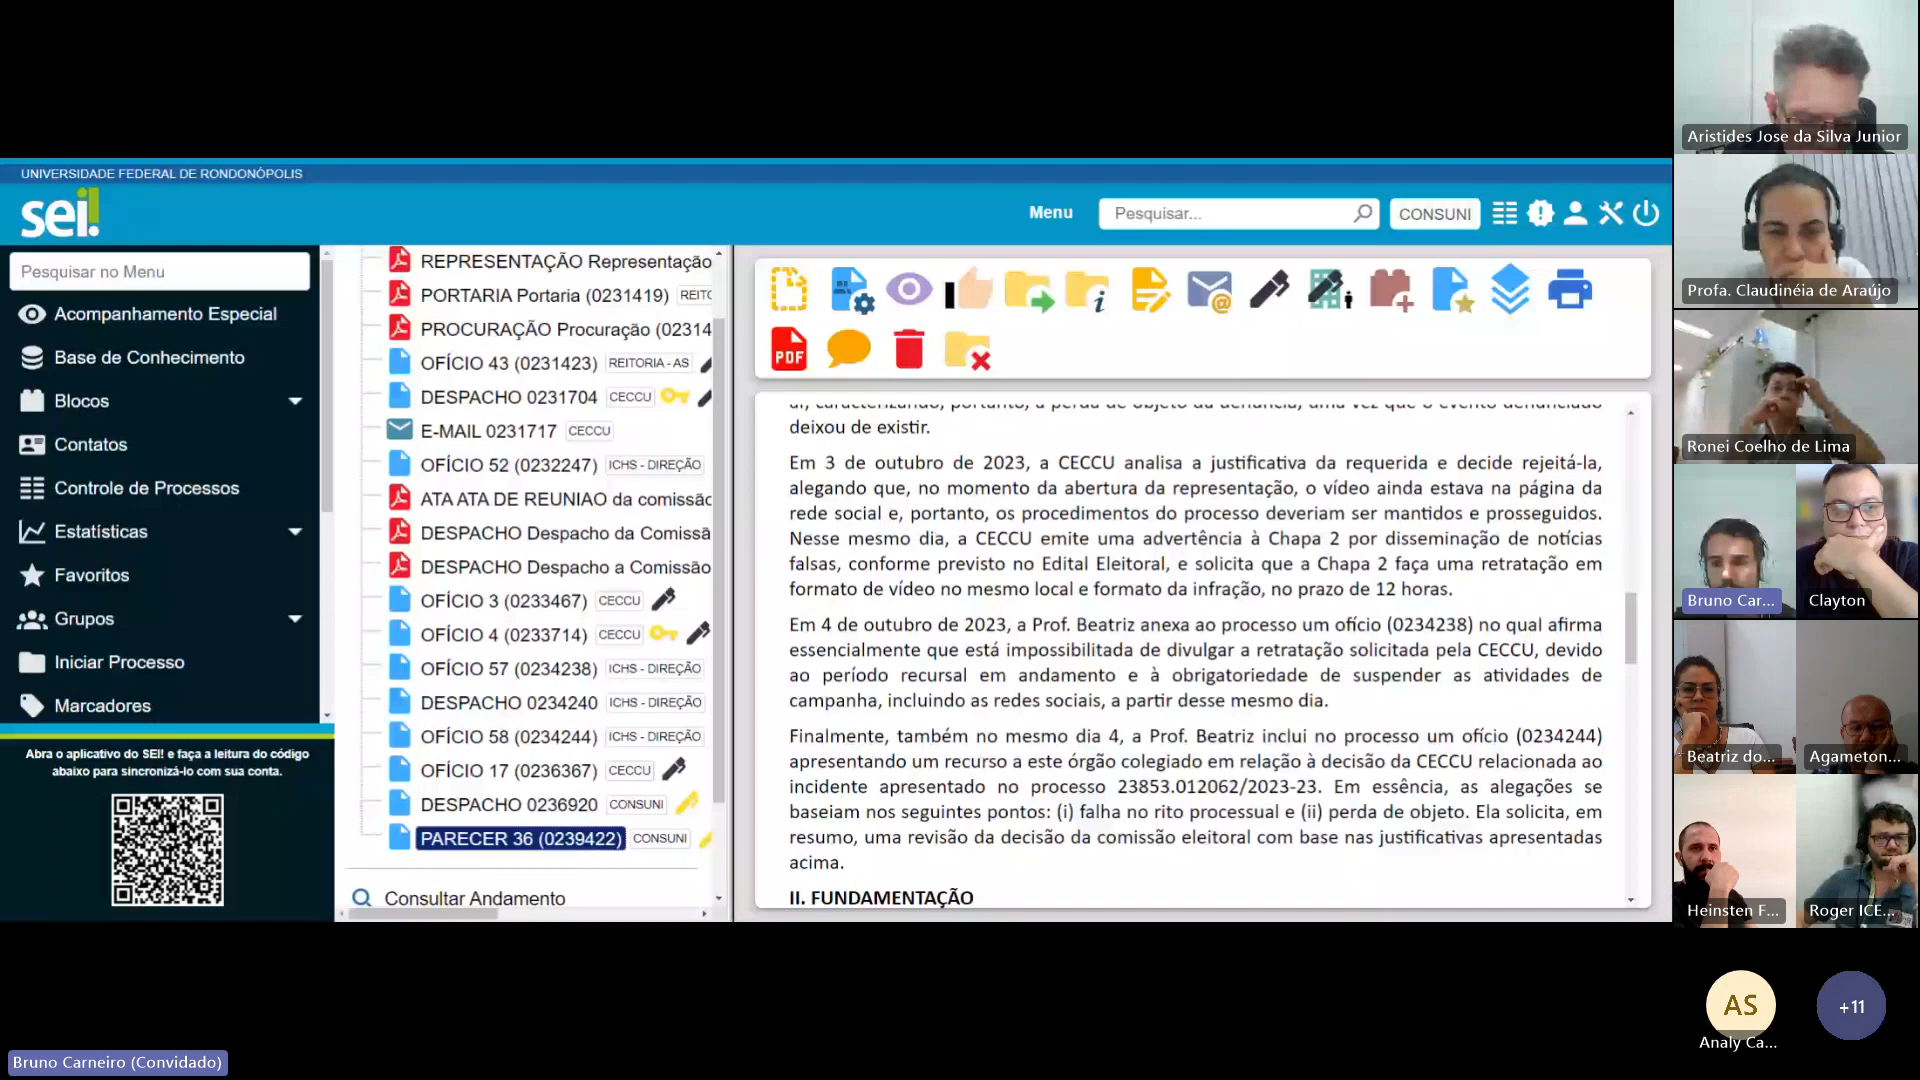 UNIVERSIDADE FEDERAL DE RONDONÓPOLIS
sei!
Menu
Pesquisar...
CONSUNI
Pesquisar no Menu
Acompanhamento Especial
Base de Conhecimento
Blocos
Contatos
Controle de Processos
Estatísticas
Favoritos
Grupos
Iniciar Processo
Marcadores
Abra o aplicativo do SEI! e faça a leitura do código
abaixo para sincronizá-lo com sua conta.
REPRESENTAÇÃO Representação
PORTARIA Portaria (0231419) REITO
PROCURAÇÃO Procuração (02314
OFÍCIO 43 (0231423) REITORIA - AS
DESPACHO 0231704 CECCU
E-MAIL 0231717 CECCU
OFÍCIO 52 (0232247) ICHS - DIREÇÃO
ATA ATA DE REUNIAO da comissão
DESPACHO Despacho da Comissã
DESPACHO Despacho a Comissão
OFÍCIO 3 (0233467) CECCU
OFÍCIO 4 (0233714) CECCU
OFÍCIO 57 (0234238) ICHS - DIREÇÃO
DESPACHO 0234240 ICHS - DIREÇÃO
OFÍCIO 58 (0234244) ICHS - DIREÇÃO
OFÍCIO 17 (0236367) CECCU
DESPACHO 0236920 CONSUNI
PARECER 36 (0239422) CONSUNI
Consultar Andamento
PDF
ar, caracterizando, portanto, a perda de objeto da denúncia, uma vez que o evento denunciado
deixou de existir.
Em 3 de outubro de 2023, a CECCU analisa a justificativa da requerida e decide rejeitá-la,
alegando que, no momento da abertura da representação, o vídeo ainda estava na página da
rede social e, portanto, os procedimentos do processo deveriam ser mantidos e prosseguidos.
Nesse mesmo dia, a CECCU emite uma advertência à Chapa 2 por disseminação de notícias
falsas, conforme previsto no Edital Eleitoral, e solicita que a Chapa 2 faça uma retratação em
formato de vídeo no mesmo local e formato da infração, no prazo de 12 horas.
Em 4 de outubro de 2023, a Prof. Beatriz anexa ao processo um ofício (0234238) no qual afirma
essencialmente que está impossibilitada de divulgar a retratação solicitada pela CECCU, devido
ao período recursal em andamento e à obrigatoriedade de suspender as atividades de
campanha, incluindo as redes sociais, a partir desse mesmo dia.
Finalmente, também no mesmo dia 4, a Prof. Beatriz inclui no processo um ofício (0234244)
apresentando um recurso a este órgão colegiado em relação à decisão da CECCU relacionada ao
incidente apresentado no processo 23853.012062/2023-23. Em essência, as alegações se
baseiam nos seguintes pontos: (i) falha no rito processual e (ii) perda de objeto. Ela solicita, em
resumo, uma revisão da decisão da comissão eleitoral com base nas justificativas apresentadas
acima.
II. FUNDAMENTAÇÃO
Aristides Jose da Silva Junior
Profa. Claudinéia de Araújo
Ronei Coelho de Lima
Bruno Car...
Clayton
Beatriz do...
Agameton...
Heinsten F...
Roger ICE...
AS
Analy Ca...
+11
Bruno Carneiro (Convidado)